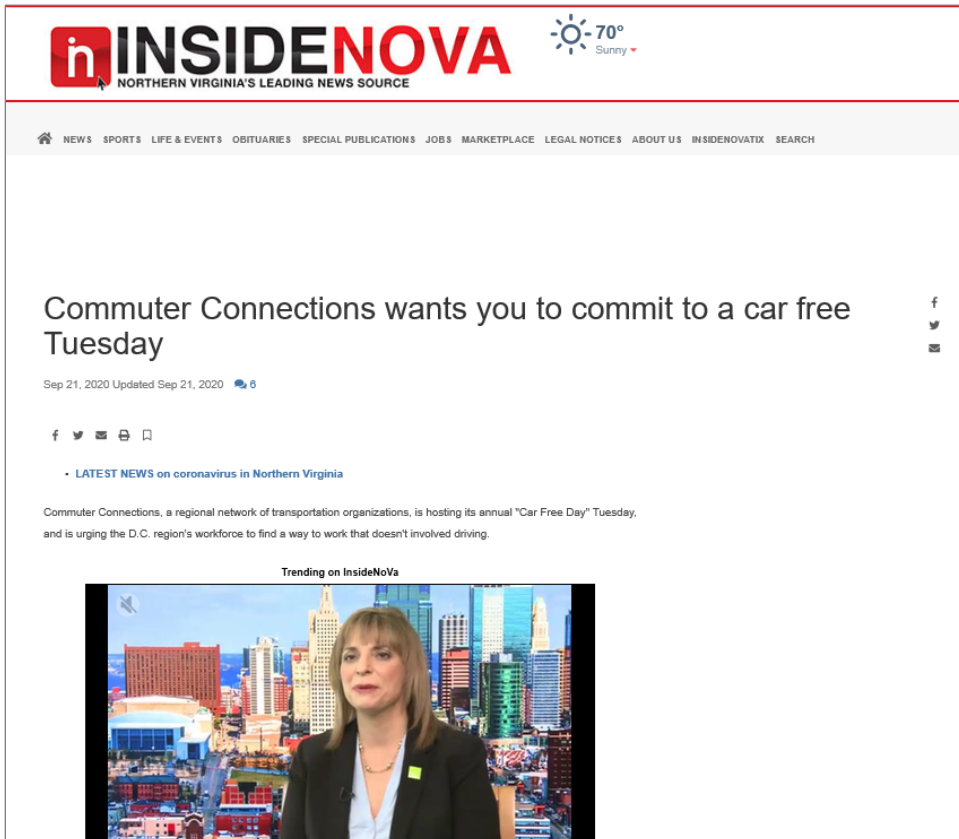 in INSIDENOVA
NORTHERN VIRGINIA'S LEADING NEWS SOURCE
70°
Sunny
NEWS SPORTS LIFE & EVENTS OBITUARIES SPECIAL PUBLICATIONS JOBS MARKETPLACE LEGAL NOTICES ABOUT US INSIDENOVATIX SEARCH
Commuter Connections wants you to commit to a car free
Tuesday
Sep 21, 2020 Updated Sep 21, 2020 6
• LATEST NEWS on coronavirus in Northern Virginia
Commuter Connections, a regional network of transportation organizations, is hosting its annual "Car Free Day" Tuesday,
and is urging the D.C. region's workforce to find a way to work that doesn't involved driving.
Trending on InsideNoVa